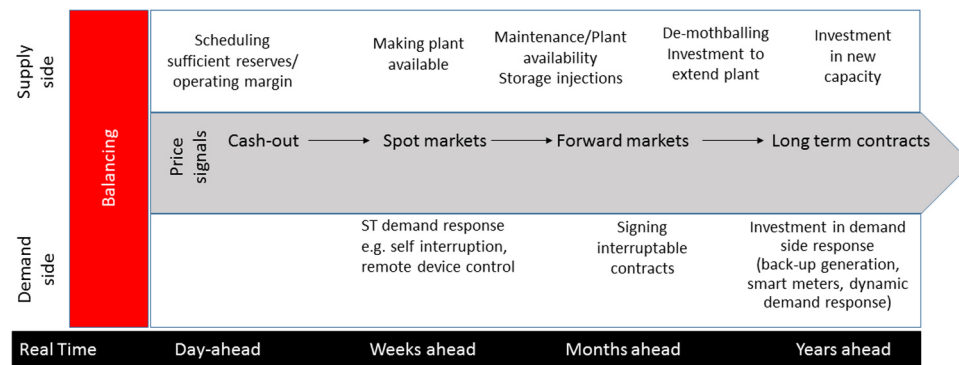 Supply
side
Scheduling
sufficient reserves/
operating margin
Making plant
available
Maintenance/Plant
availability
Storage injections
De-mothballing
Investment to
extend plant
Investment
in new
capacity
Balancing
Price
signals
Cash-out
Spot markets
Forward markets
Long term contracts
Demand
side
ST demand response
e.g. self interruption,
remote device control
Signing
interruptable
contracts
Investment in demand
side response
(back-up generation,
smart meters, dynamic
demand response)
Real Time
Day-ahead
Weeks ahead
Months ahead
Years ahead